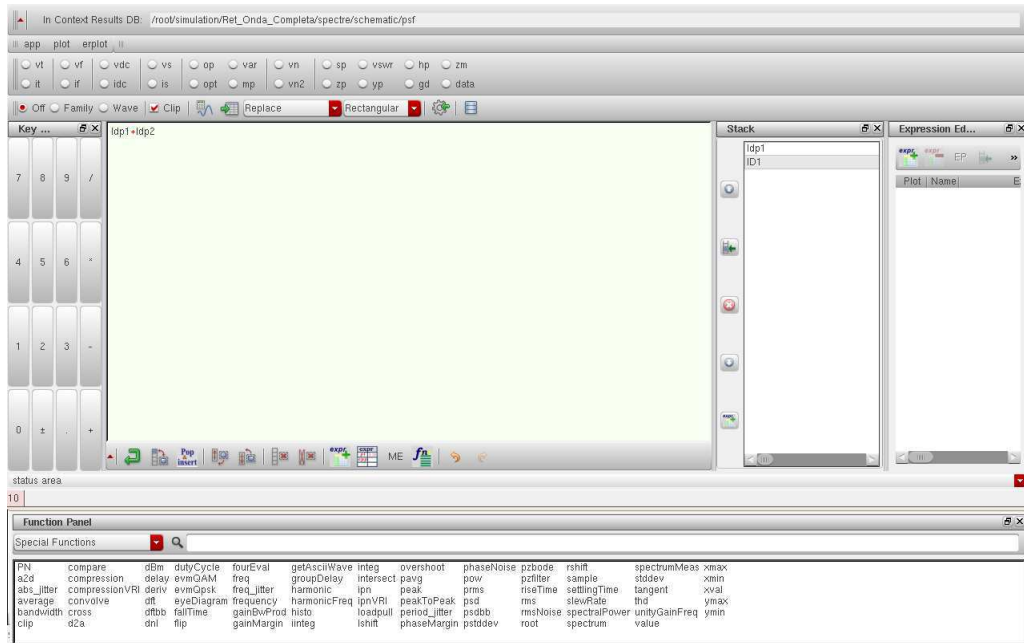 In Context Results DB: /root/simulation/Ret_Onda_Completa/spectre/schematic/psf
app plot erplot
vt vf vdc vs op var vn sp vswr hp zm
it if idc is opt mp vn2 zp yp gd data
Off Family Wave Clip Replace Rectangular
Key ... Stack Expression Ed...
Idp1+Idp2
Idp1
ID1
EP »
Plot Name E
7 8 9 /
4 5 6 *
1 2 3 -
0 ± . +
Pop & insert expr expr ME fn
status area
10
Function Panel
Special Functions
PN compare dBm dutyCycle fourEval getAsciiWave integ overshoot phaseNoise pzbode rshift spectrumMeas xmax
a2d compression delay evmQAM freq groupDelay intersect pavg pow pzfilter sample stddev xmin
abs_jitter compressionVRI deriv evmQpsk freq_jitter harmonic ipn peak prms riseTime settlingTime tangent xval
average convolve dft eyeDiagram frequency harmonicFreq ipnVRI peakToPeak psd rms slewRate thd ymax
bandwidth cross dftbb fallTime gainBwProd histo loadpull period_jitter psdbb rmsNoise spectralPower unityGainFreq ymin
clip d2a dnl flip gainMargin iinteg lshift phaseMargin pstddev root spectrum value